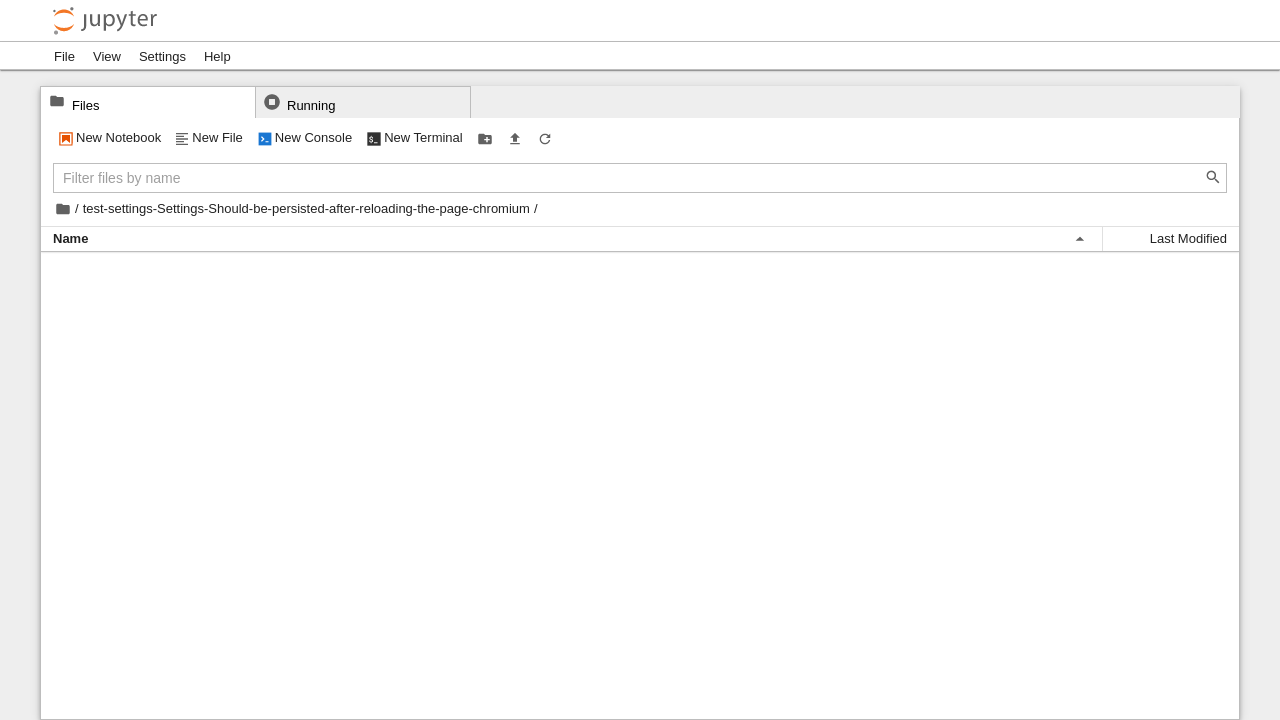 jupyter
File View Settings Help
Files Running
New Notebook New File New Console New Terminal
Filter files by name
/ test-settings-Settings-Should-be-persisted-after-reloading-the-page-chromium /
Name Last Modified